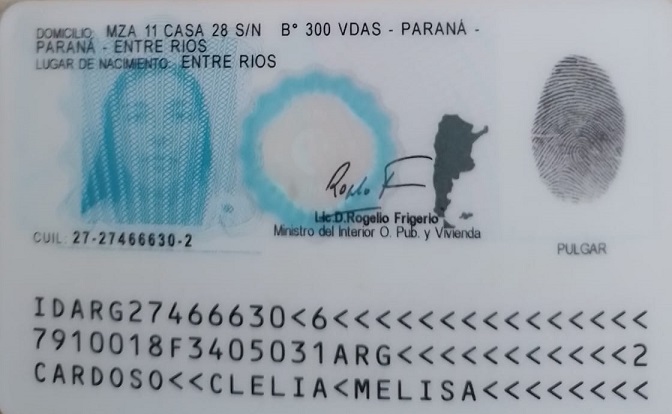 DOMICILIO: MZA 11 CASA 28 S/N B° 300 VDAS - PARANÁ -
PARANÁ - ENTRE RIOS
LUGAR DE NACIMIENTO: ENTRE RIOS
Lic.D.Rogelio Frigerio
Ministro del Interior O. Pub. y Vivienda
CUIL: 27-27466630-2
PULGAR
IDARG27466630<6<<<<<<<<<<<<<<<
7910018F3405031ARG<<<<<<<<<<<2
CARDOSO<<CLELIA<MELISA<<<<<<<<